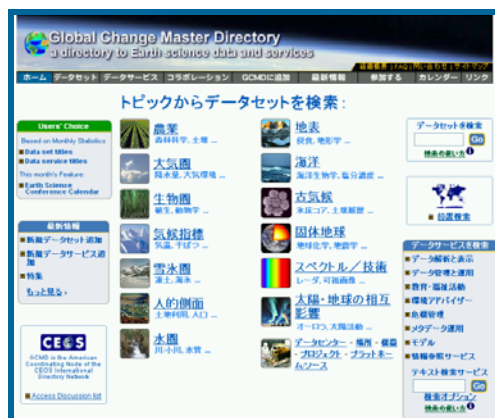 Global Change Master Directory
a directory to Earth science data and services
ホーム データセット データサービス コラボレーション GCMDに追加 最新情報 参加する カレンダー リンク
トピックからデータセットを検索:
Users' Choice
Based on Monthly Statistics
Data set titles
Data service titles
This month's Feature:
Earth Science
Conference Calendar
最新情報
新規データセット追加
新規データサービス追
加
特集
もっと見る
CEOS
GCMD is the American
Coordinating Node of the
CEOS International
Directory Network
Access Discussion list
農業
森林科学, 土壌 ...
大気圏
降水量, 大気環境 ...
生物圏
植生, 動物学 ...
気候指標
気温, 干ばつ ...
雪氷圏
凍土, 海氷 ...
人的側面
土地利用, 人口 ...
水圏
川・小川, 水質 ...
地表
侵食, 地形学 ...
海洋
海洋生物学, 塩分濃度 ...
古気候
氷床コア, 土壌履歴 ...
固体地球
地球化学, 地震学 ...
スペクトル/技術
レーダ, 可視画像 ...
太陽・地球の相互
影響
オーロラ, 太陽活動 ...
データセンター - 場所 - 機器
- プロジェクト - プラットホー
ムソース
データセットを検索
Go
検索の使い方
位置検索
データサービスを検索
データ解析と表示
データ管理と運用
教育・福祉活動
環境アドバイザー
危機管理
メタデータ運用
モデル
情報参照サービス
テキスト検索サービス
Go
検索オプション
検索の使い方